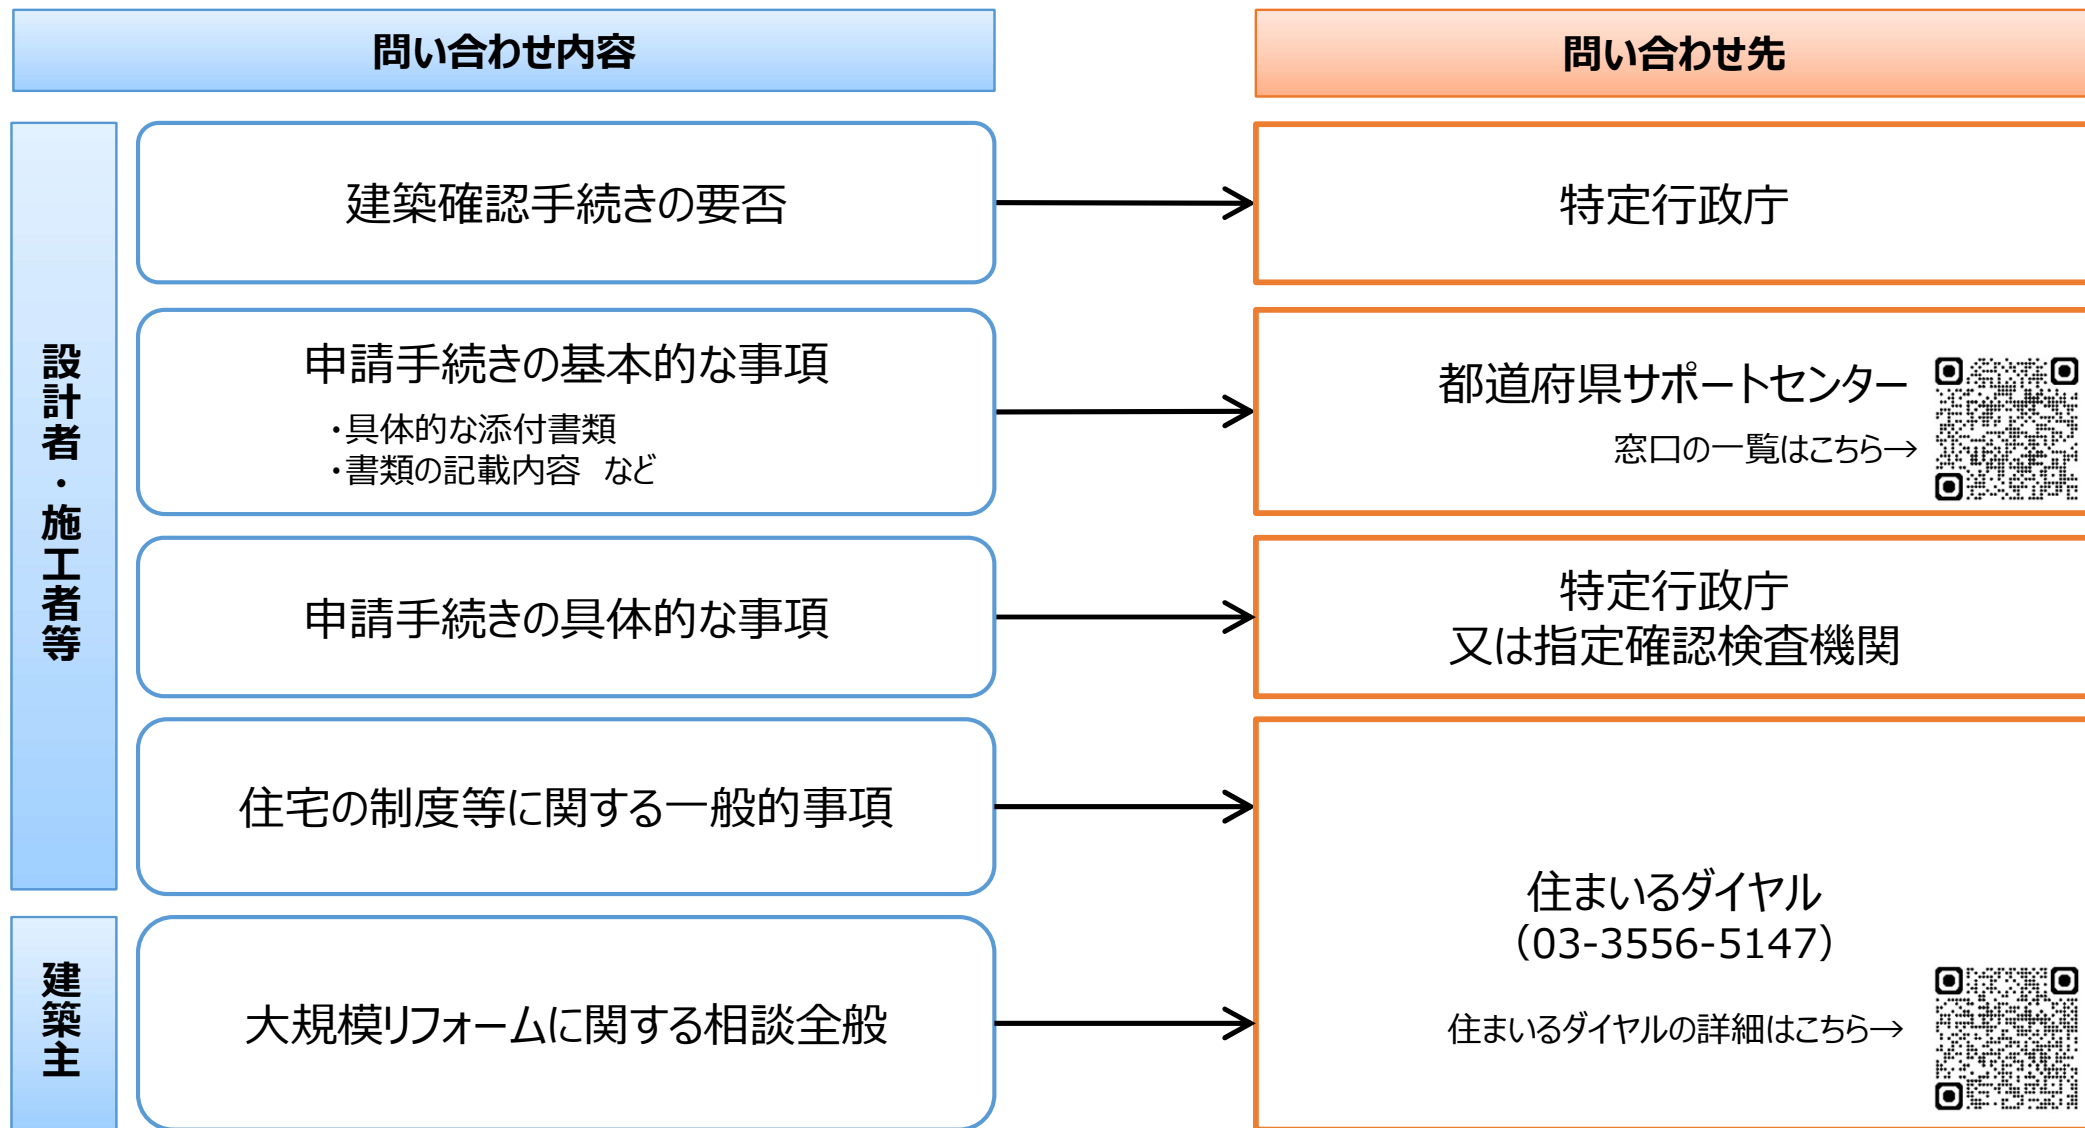 問い合わせ内容
問い合わせ先
設計者・施工者等
建築確認手続きの要否
特定行政庁
申請手続きの基本的な事項
・具体的な添付書類
・書類の記載内容　など
都道府県サポートセンター
窓口の一覧はこちら→
申請手続きの具体的な事項
特定行政庁
又は指定確認検査機関
住宅の制度等に関する一般的事項
建築主
大規模リフォームに関する相談全般
住まいるダイヤル
（03-3556-5147）
住まいるダイヤルの詳細はこちら→